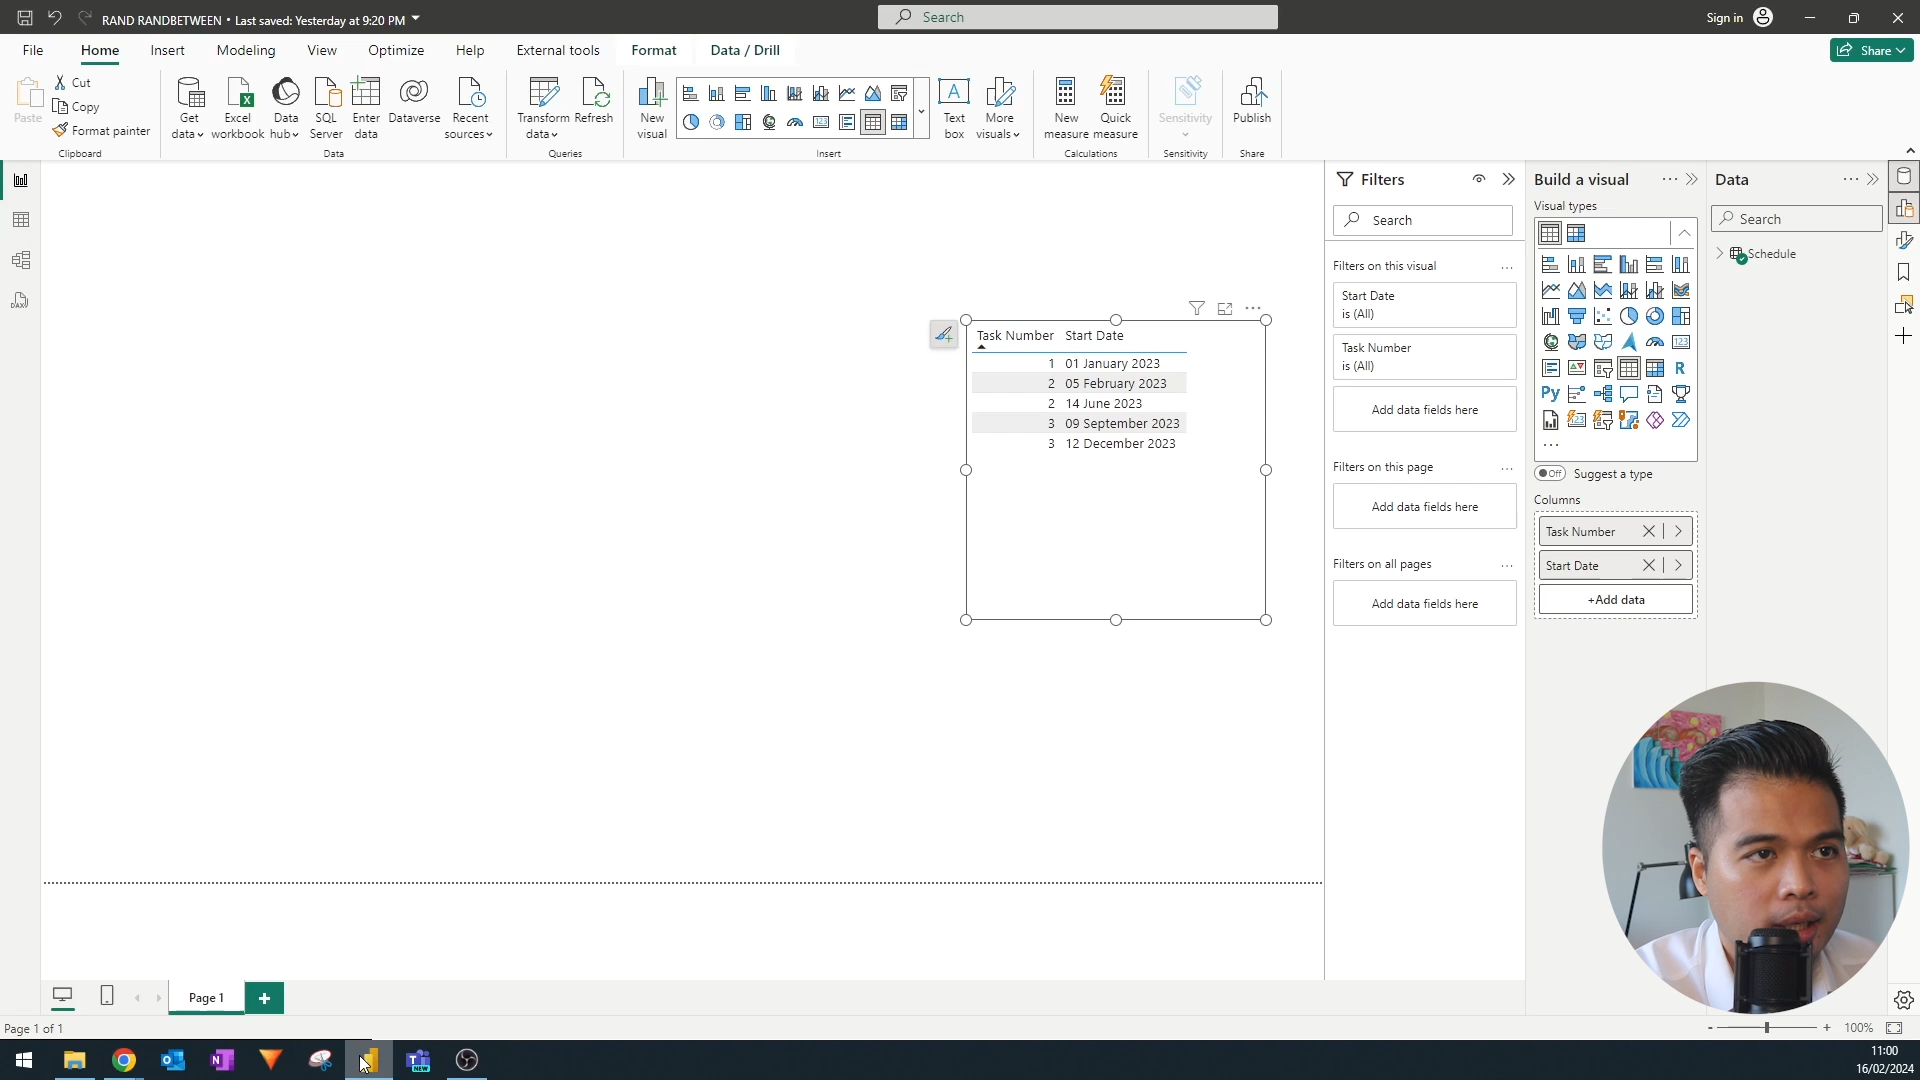 RAND RANDBETWEEN • Last saved: Yesterday at 9:20 PM
Search
Sign in
File
Home
Insert
Modeling
View
Optimize
Help
External tools
Format
Data / Drill
Share
Paste
Cut
Copy
Format painter
Clipboard
Get data
Excel workbook
Data hub
SQL Server
Enter data
Dataverse
Recent sources
Data
Transform data
Refresh
Queries
New visual
Text box
More visuals
Insert
New measure
Quick measure
Calculations
Sensitivity
Sensitivity
Publish
Share
Task Number Start Date
1 01 January 2023
2 05 February 2023
2 14 June 2023
3 09 September 2023
3 12 December 2023
Filters
Search
Filters on this visual
Start Date
is (All)
Task Number
is (All)
Add data fields here
Filters on this page
Add data fields here
Filters on all pages
Add data fields here
Build a visual
Visual types
R
Py
123
Off
Suggest a type
Columns
Task Number
Start Date
+Add data
Data
Search
Schedule
DAX
Page 1
Page 1 of 1
- + 100%
NEW
11:00
16/02/2024